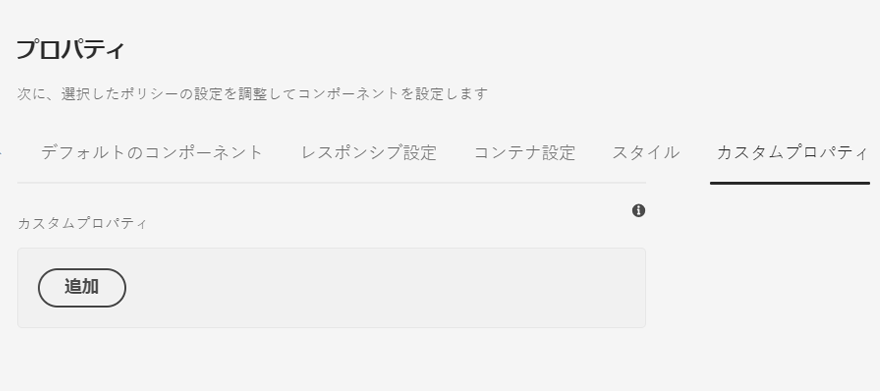 プロパティ
次に、選択したポリシーの設定を調整してコンポーネントを設定します
デフォルトのコンポーネント レスポンシブ設定 コンテナ設定 スタイル カスタムプロパティ
カスタムプロパティ
追加